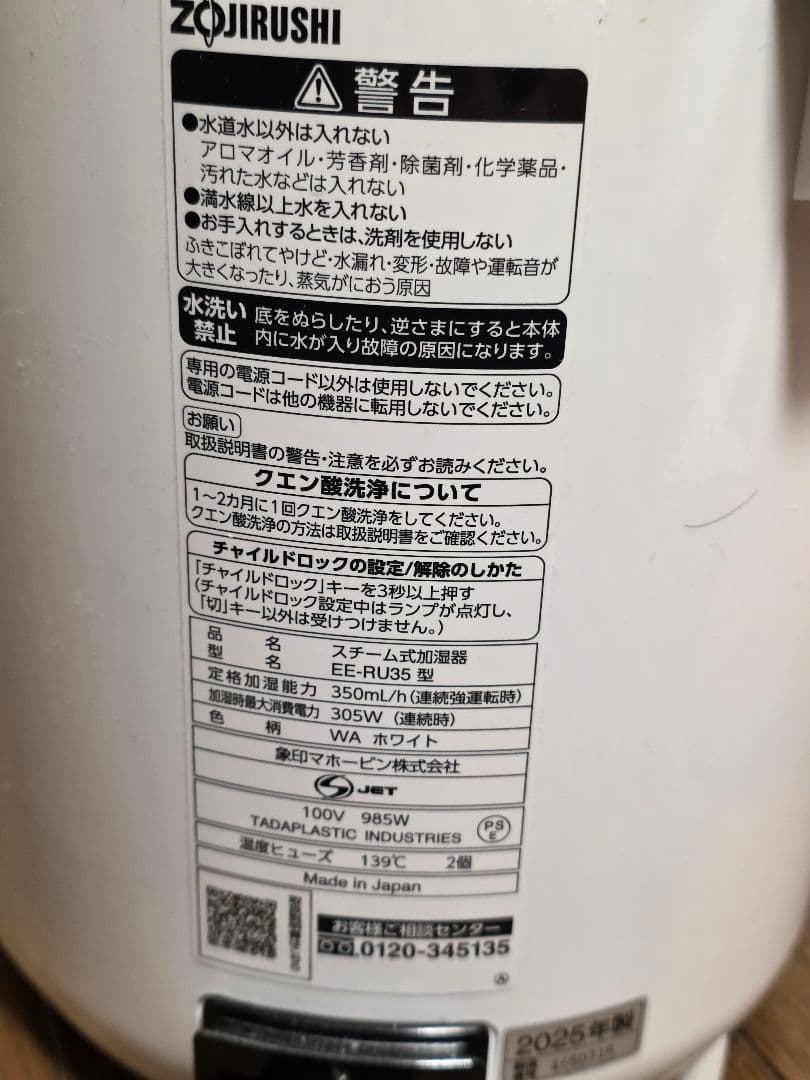 ZOJIRUSHI
警告
●水道水以外は入れない
アロマオイル・芳香剤・除菌剤・化学薬品・
汚れた水などは入れない
●満水線以上水を入れない
●お手入れするときは、洗剤を使用しない
ふきこぼれてやけど・水漏れ・変形・故障や運転音が
大きくなったり、蒸気がにおう原因
水洗い
禁止
底をぬらしたり、逆さまにすると本体
内に水が入り故障の原因になります。
専用の電源コード以外は使用しないでください。
電源コードは他の機器に転用しないでください。
お願い
取扱説明書の警告・注意を必ずお読みください。
クエン酸洗浄について
1～2カ月に1回クエン酸洗浄をしてください。
クエン酸洗浄の方法は取扱説明書をご確認ください。
チャイルドロックの設定/解除のしかた
「チャイルドロック」キーを3秒以上押す
(チャイルドロック設定中はランプが点灯し、
「切」キー以外は受けつけません。)
品名 スチーム式加湿器
型名 EE-RU35 型
定格加湿能力 350mL/h(連続強運転時)
加湿時最大消費電力 305W (連続時)
色柄 WA ホワイト
象印マホービン株式会社
JET
100V 985W
TADAPLASTIC INDUSTRIES
PS
E
温度ヒューズ 139℃ 2個
Made in Japan
お客様ご相談センター
0120-345135
Ⓐ
2025年製